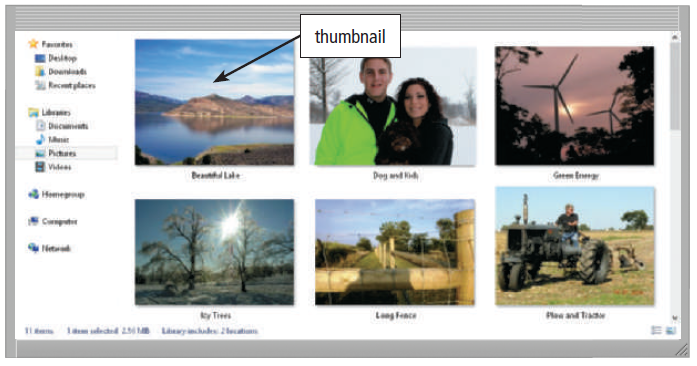 thumbnail
Favorites
Desktop
Downloads
Recent places
Libraries
Documents
Music
Pictures
Videos
Homegroup
Computer
Network
Beautiful Lake
Dog and Kids
Green Energy
Icy Trees
Long Fence
Plow and Tractor
11 items 1 item selected 2.50 MB Library includes: 2 locations